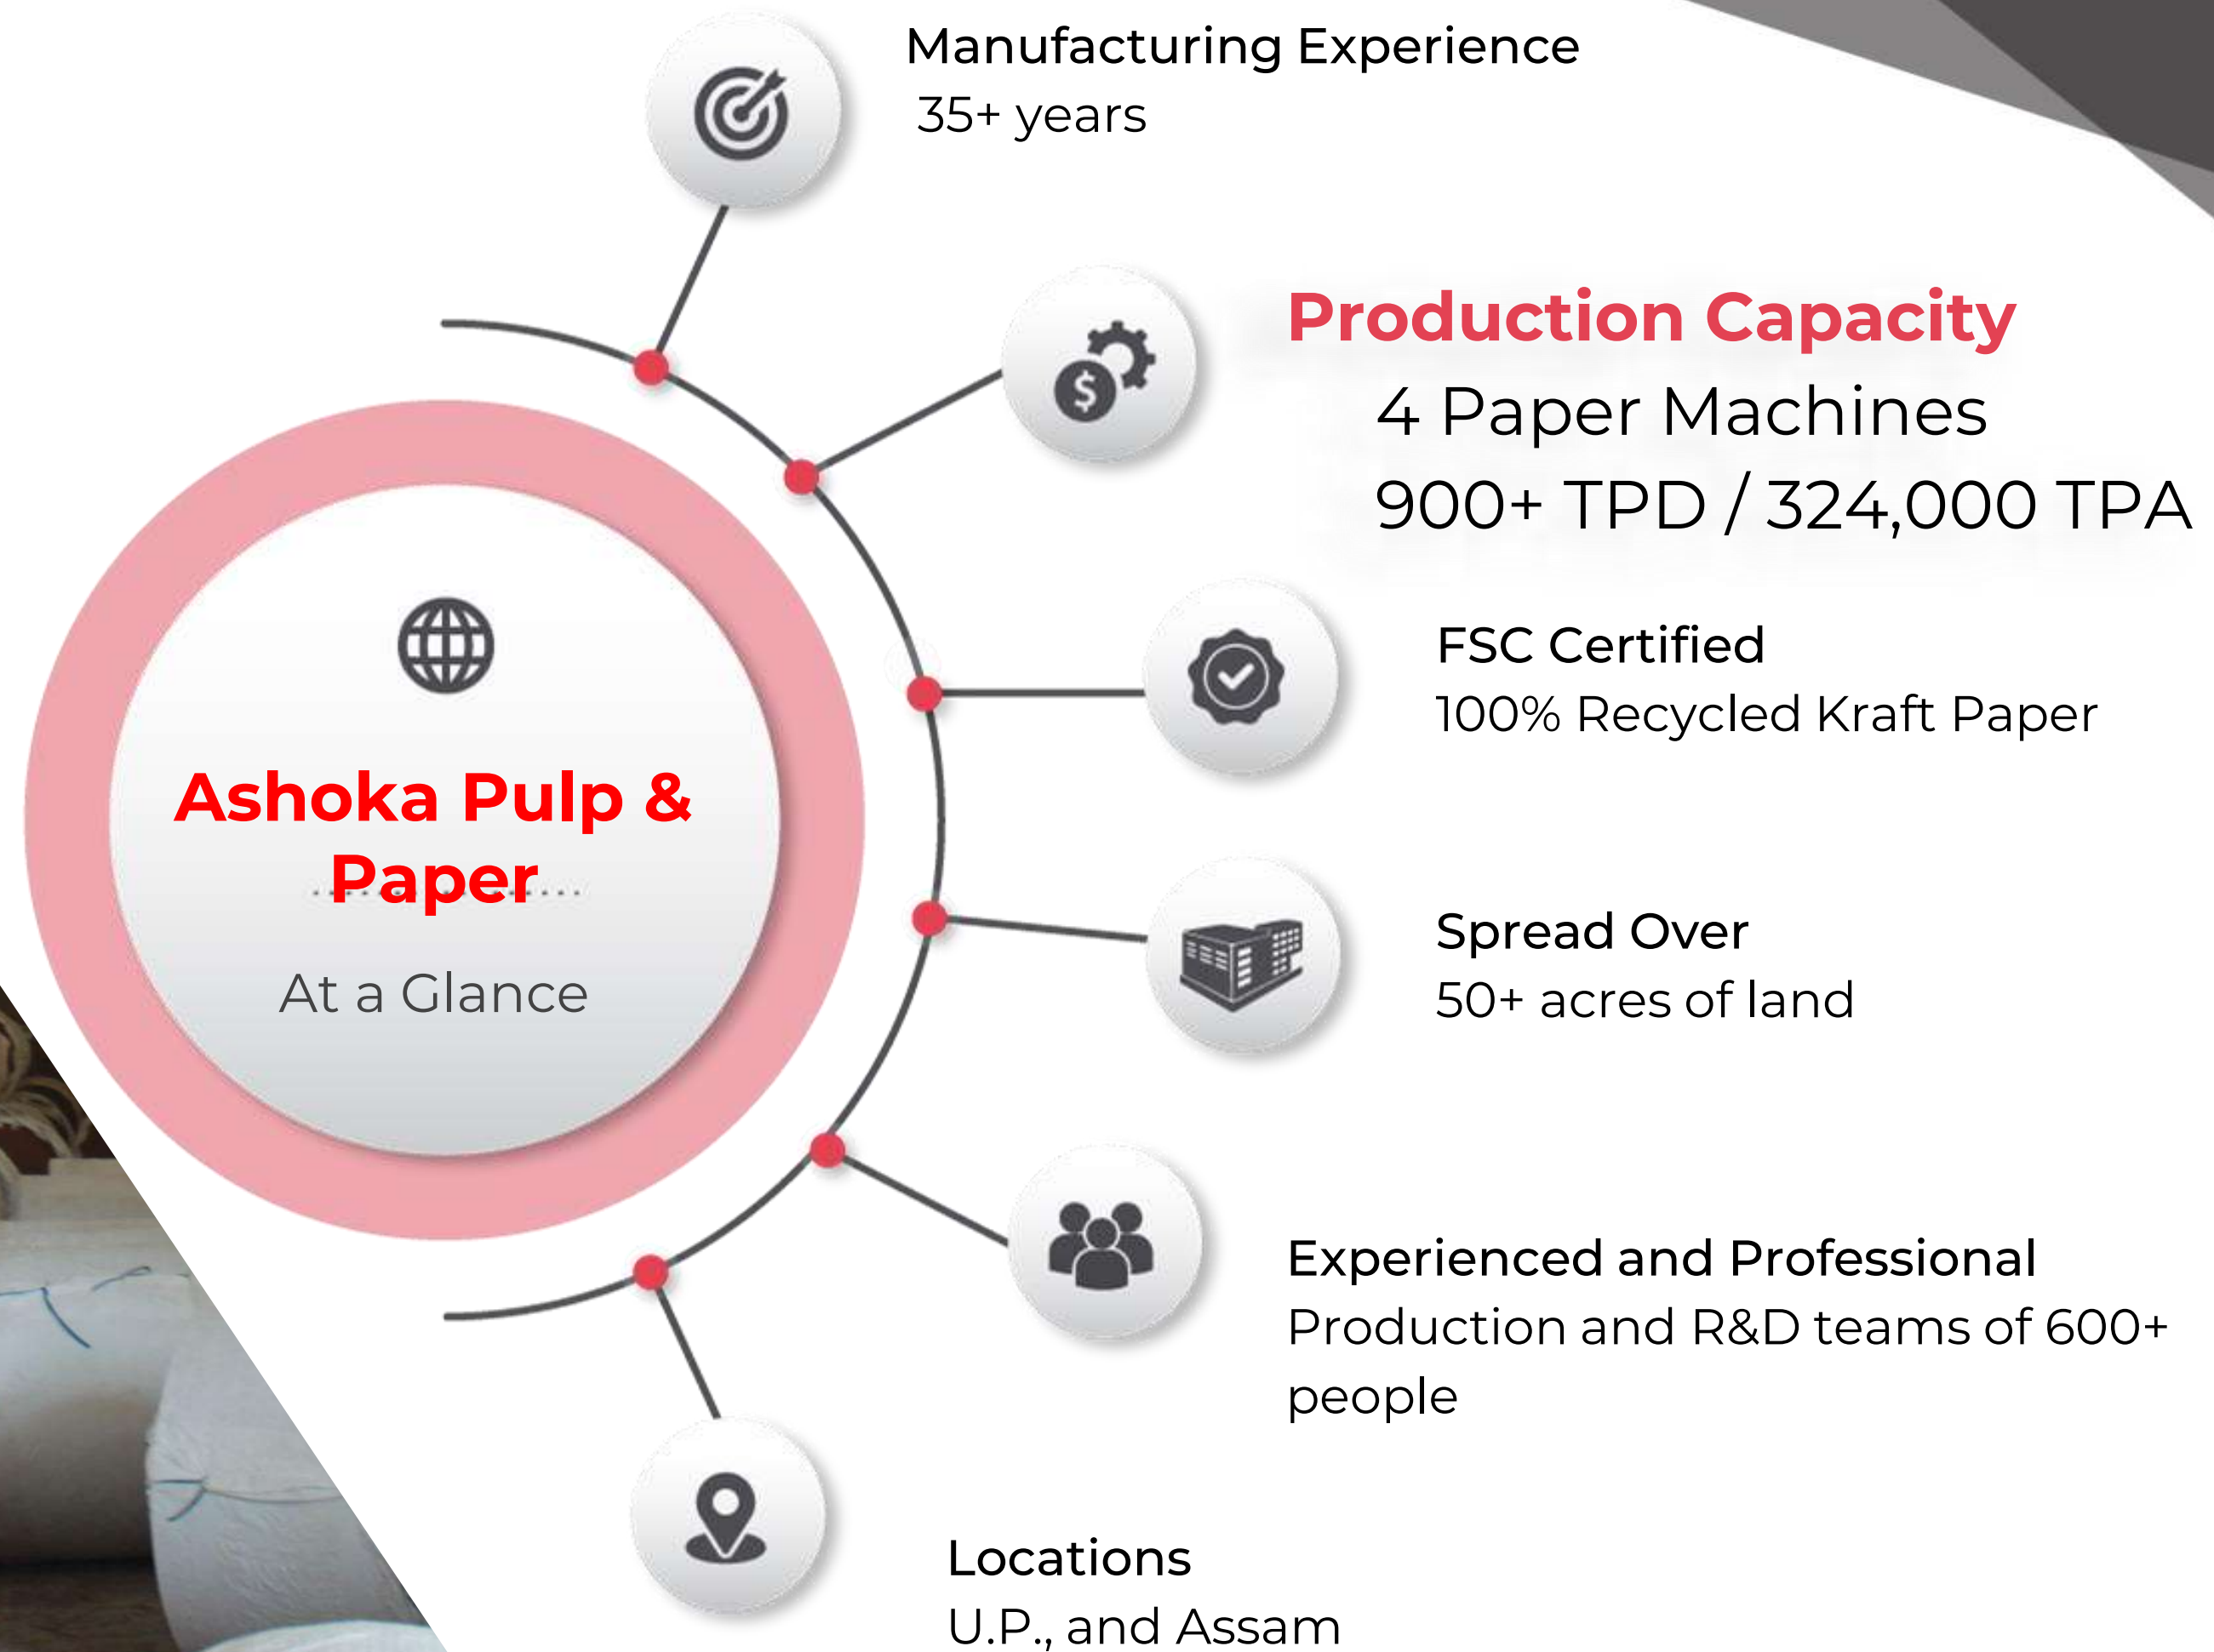 Manufacturing Experience
35+ years
Production Capacity
4 Paper Machines
900+ TPD / 324,000 TPA
FSC Certified
100% Recycled Kraft Paper
Ashoka Pulp &
Paper
At a Glance
Spread Over
50+ acres of land
Experienced and Professional
Production and R&D teams of 600+
people
Locations
U.P., and Assam